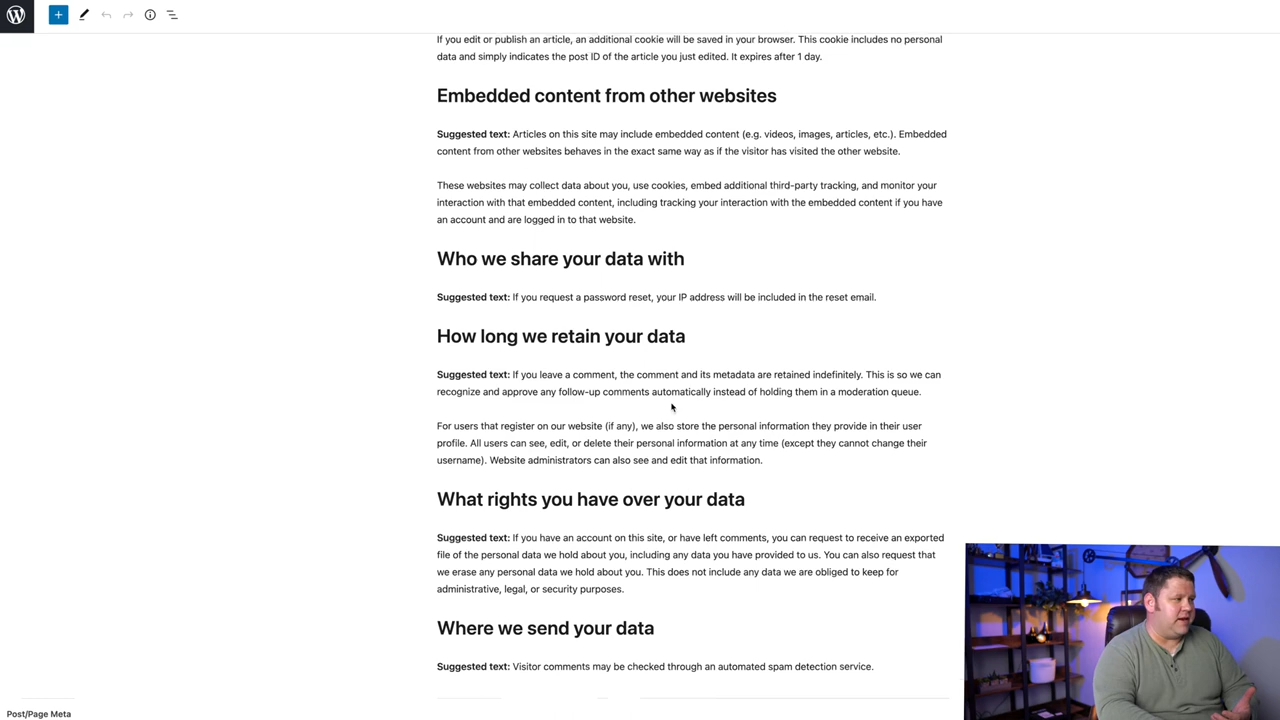 If you edit or publish an article, an additional cookie will be saved in your browser. This cookie includes no personal
data and simply indicates the post ID of the article you just edited. It expires after 1 day.
Embedded content from other websites
Suggested text: Articles on this site may include embedded content (e.g. videos, images, articles, etc.). Embedded
content from other websites behaves in the exact same way as if the visitor has visited the other website.
These websites may collect data about you, use cookies, embed additional third-party tracking, and monitor your
interaction with that embedded content, including tracking your interaction with the embedded content if you have
an account and are logged in to that website.
Who we share your data with
Suggested text: If you request a password reset, your IP address will be included in the reset email.
How long we retain your data
Suggested text: If you leave a comment, the comment and its metadata are retained indefinitely. This is so we can
recognize and approve any follow-up comments automatically instead of holding them in a moderation queue.
For users that register on our website (if any), we also store the personal information they provide in their user
profile. All users can see, edit, or delete their personal information at any time (except they cannot change their
username). Website administrators can also see and edit that information.
What rights you have over your data
Suggested text: If you have an account on this site, or have left comments, you can request to receive an exported
file of the personal data we hold about you, including any data you have provided to us. You can also request that
we erase any personal data we hold about you. This does not include any data we are obliged to keep for
administrative, legal, or security purposes.
Where we send your data
Suggested text: Visitor comments may be checked through an automated spam detection service.
Post/Page Meta